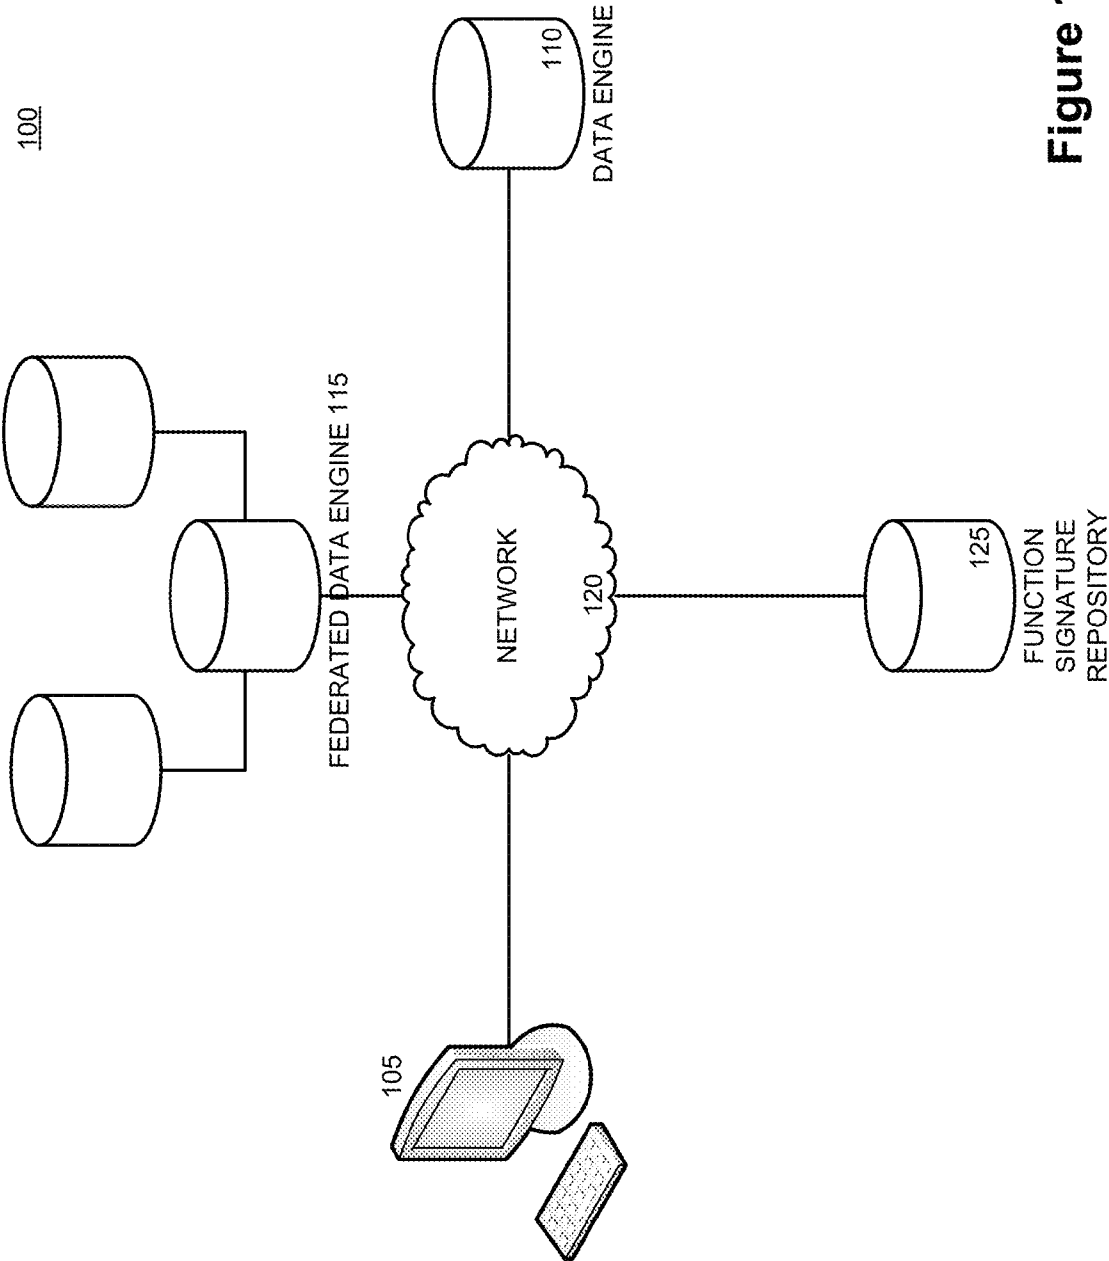 100
FEDERATED DATA ENGINE 115
105
NETWORK
120
110
DATA ENGINE
125
FUNCTION
SIGNATURE
REPOSITORY
Figure